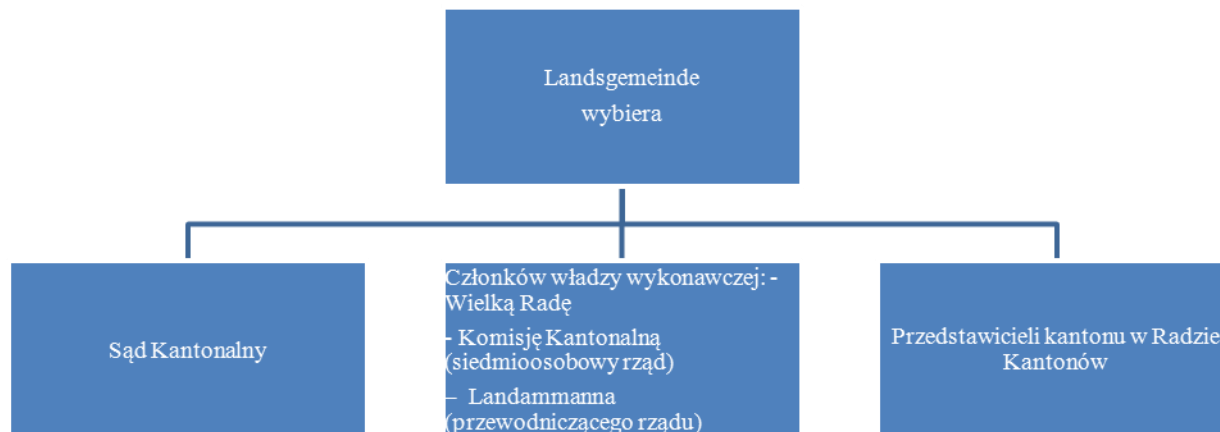 Landsgemeinde
wybiera
Sąd Kantonalny
Członków władzy wykonawczej: -
Wielką Radę
- Komisję Kantonalną
(siedmioosobowy rząd)
– Landammanna
(przewodniczącego rządu)
Przedstawicieli kantonu w Radzie
Kantonów